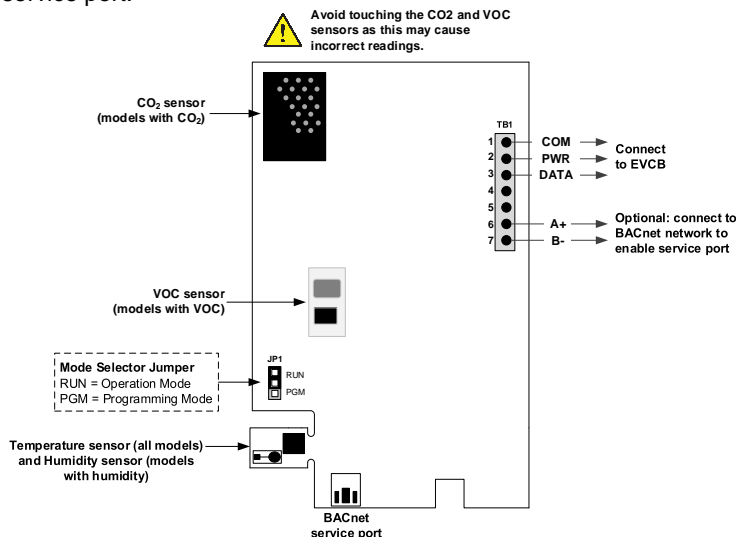 service port.
Avoid touching the CO2 and VOC
sensors as this may cause
incorrect readings.
CO₂ sensor
(models with CO₂)
TB1
1 COM
2 PWR
3 DATA
4
5
6 A+
7 B-
Connect
to EVCB
Optional: connect to
BACnet network to
enable service port
VOC sensor
(models with VOC)
JP1
RUN
PGM
Mode Selector Jumper
RUN = Operation Mode
PGM = Programming Mode
Temperature sensor (all models)
and Humidity sensor (models
with humidity)
BACnet
service port